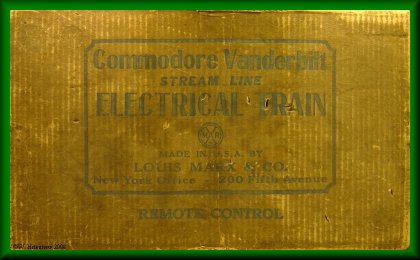 Commodore Vanderbilt
STREAM LINE
ELECTRICAL TRAIN
MAR
MADE IN U.S.A. BY
LOUIS MARX & CO.
New York Office - 200 Fifth Avenue
REMOTE CONTROL